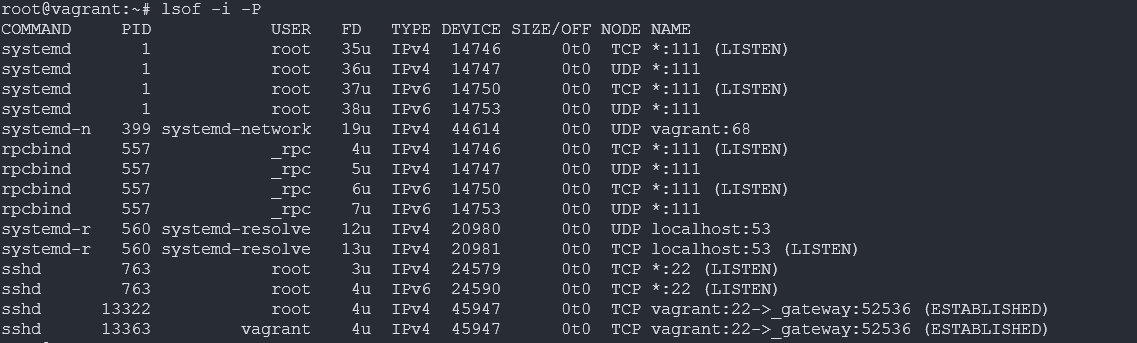 root@vagrant:~# lsof -i -P
COMMAND     PID            USER   FD   TYPE DEVICE SIZE/OFF NODE NAME
systemd       1            root   35u  IPv4  14746      0t0  TCP *:111 (LISTEN)
systemd       1            root   36u  IPv4  14747      0t0  UDP *:111
systemd       1            root   37u  IPv6  14750      0t0  TCP *:111 (LISTEN)
systemd       1            root   38u  IPv6  14753      0t0  UDP *:111
systemd-n   399 systemd-network   19u  IPv4  44614      0t0  UDP vagrant:68
rpcbind     557            _rpc    4u  IPv4  14746      0t0  TCP *:111 (LISTEN)
rpcbind     557            _rpc    5u  IPv4  14747      0t0  UDP *:111
rpcbind     557            _rpc    6u  IPv6  14750      0t0  TCP *:111 (LISTEN)
rpcbind     557            _rpc    7u  IPv6  14753      0t0  UDP *:111
systemd-r   560 systemd-resolve   12u  IPv4  20980      0t0  UDP localhost:53
systemd-r   560 systemd-resolve   13u  IPv4  20981      0t0  TCP localhost:53 (LISTEN)
sshd        763            root    3u  IPv4  24579      0t0  TCP *:22 (LISTEN)
sshd        763            root    4u  IPv6  24590      0t0  TCP *:22 (LISTEN)
sshd      13322            root    4u  IPv4  45947      0t0  TCP vagrant:22->_gateway:52536 (ESTABLISHED)
sshd      13363         vagrant    4u  IPv4  45947      0t0  TCP vagrant:22->_gateway:52536 (ESTABLISHED)